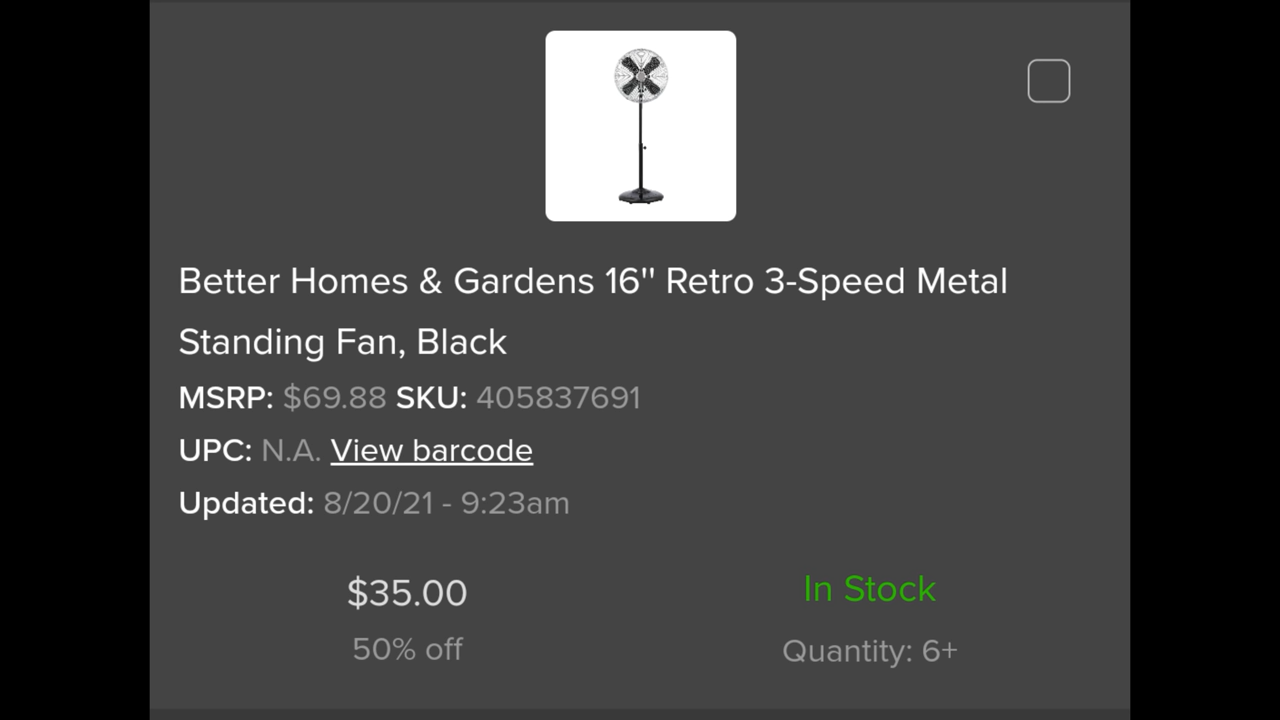 Better Homes & Gardens 16'' Retro 3-Speed Metal
Standing Fan, Black
MSRP: $69.88 SKU: 405837691
UPC: N.A. View barcode
Updated: 8/20/21 - 9:23am
$35.00
50% off
In Stock
Quantity: 6+